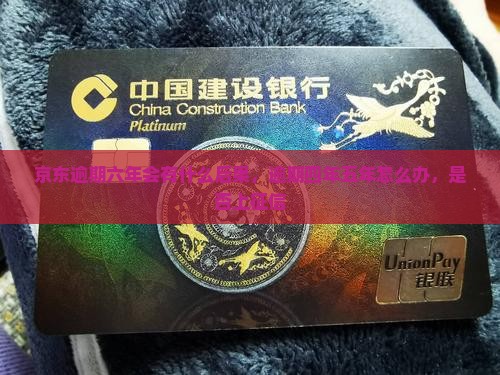 中国建设银行
China Construction Bank
Platinum
京东逾期六年会有什么后果，逾期四年五年怎么办，是
否上征信
UnionPay
银联